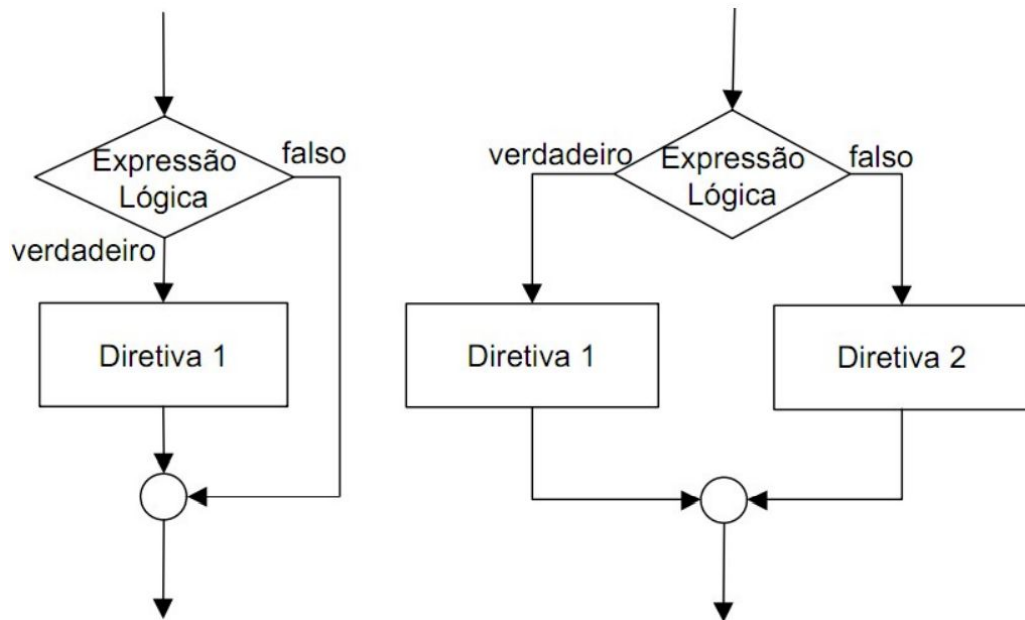 Expressão
Lógica
falso
verdadeiro
Diretiva 1
verdadeiro
Expressão
Lógica
falso
Diretiva 1
Diretiva 2